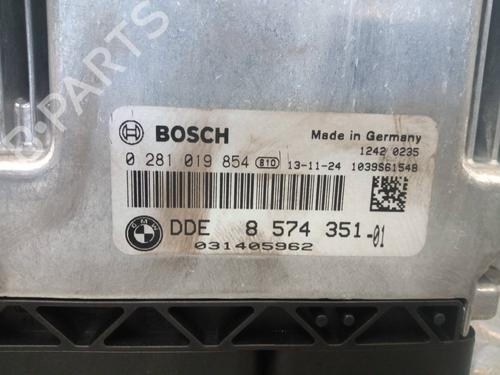 BOSCH
Made in Germany
1242 0235
0 281 019 854 810 13-11-24 1039S61548
BMW
DDE 8 574 351-01
031405962
B-PARTS